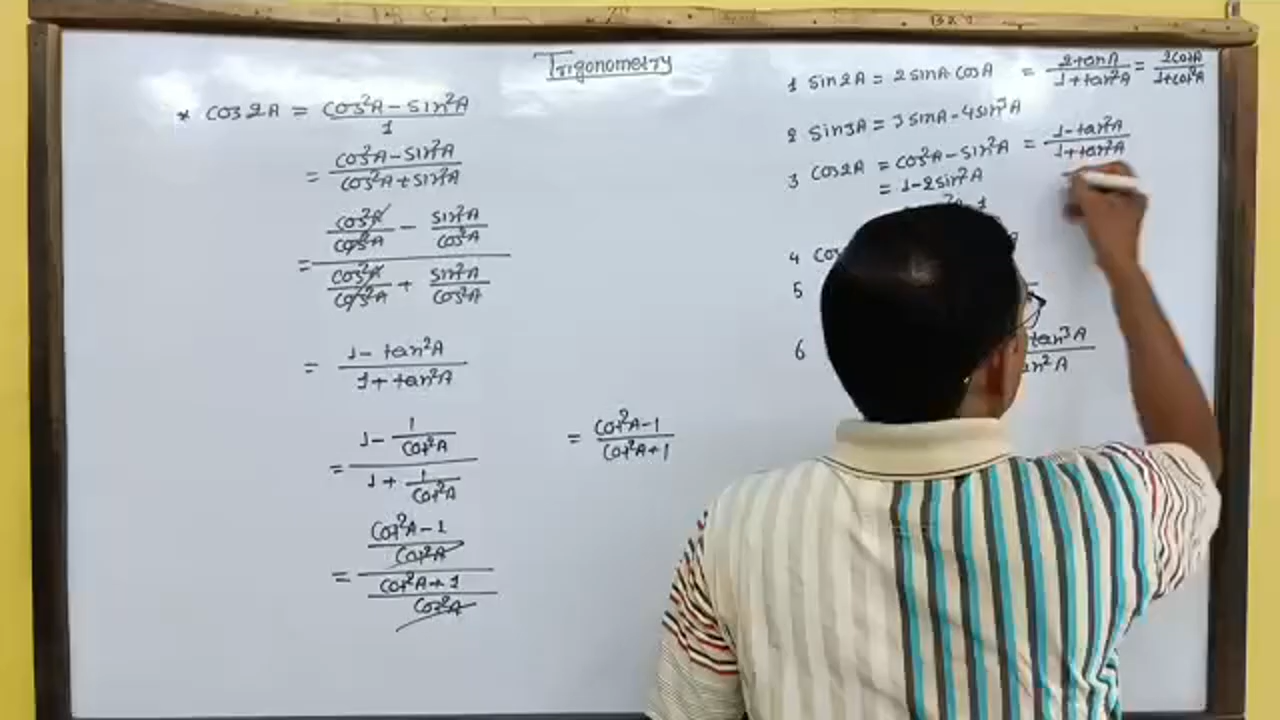 Trigonometry
* cos2A = cos²A – sin²A / 1
= cos²A – sin²A / cos²A + sin²A
= cos²A / cos²A – sin²A / cos²A
cos²A / cos²A + sin²A / cos²A
= 1 – tan²A / 1 + tan²A
= 1 – 1 / cot²A
1 + 1 / cot²A
= cot²A – 1 / cot²A
cot²A + 1 / cot²A
= cot²A – 1 / cot²A + 1
1 sin2A = 2 sinA cosA = 2tanA / 1+tan²A = 2cotA / 1+cot²A
2 sin3A = 3 sinA – 4sin³A
3 cos2A = cos²A – sin²A = 1–tan²A / 1+tan²A
= 1–2sin²A
4 cos
5
6 tan³A